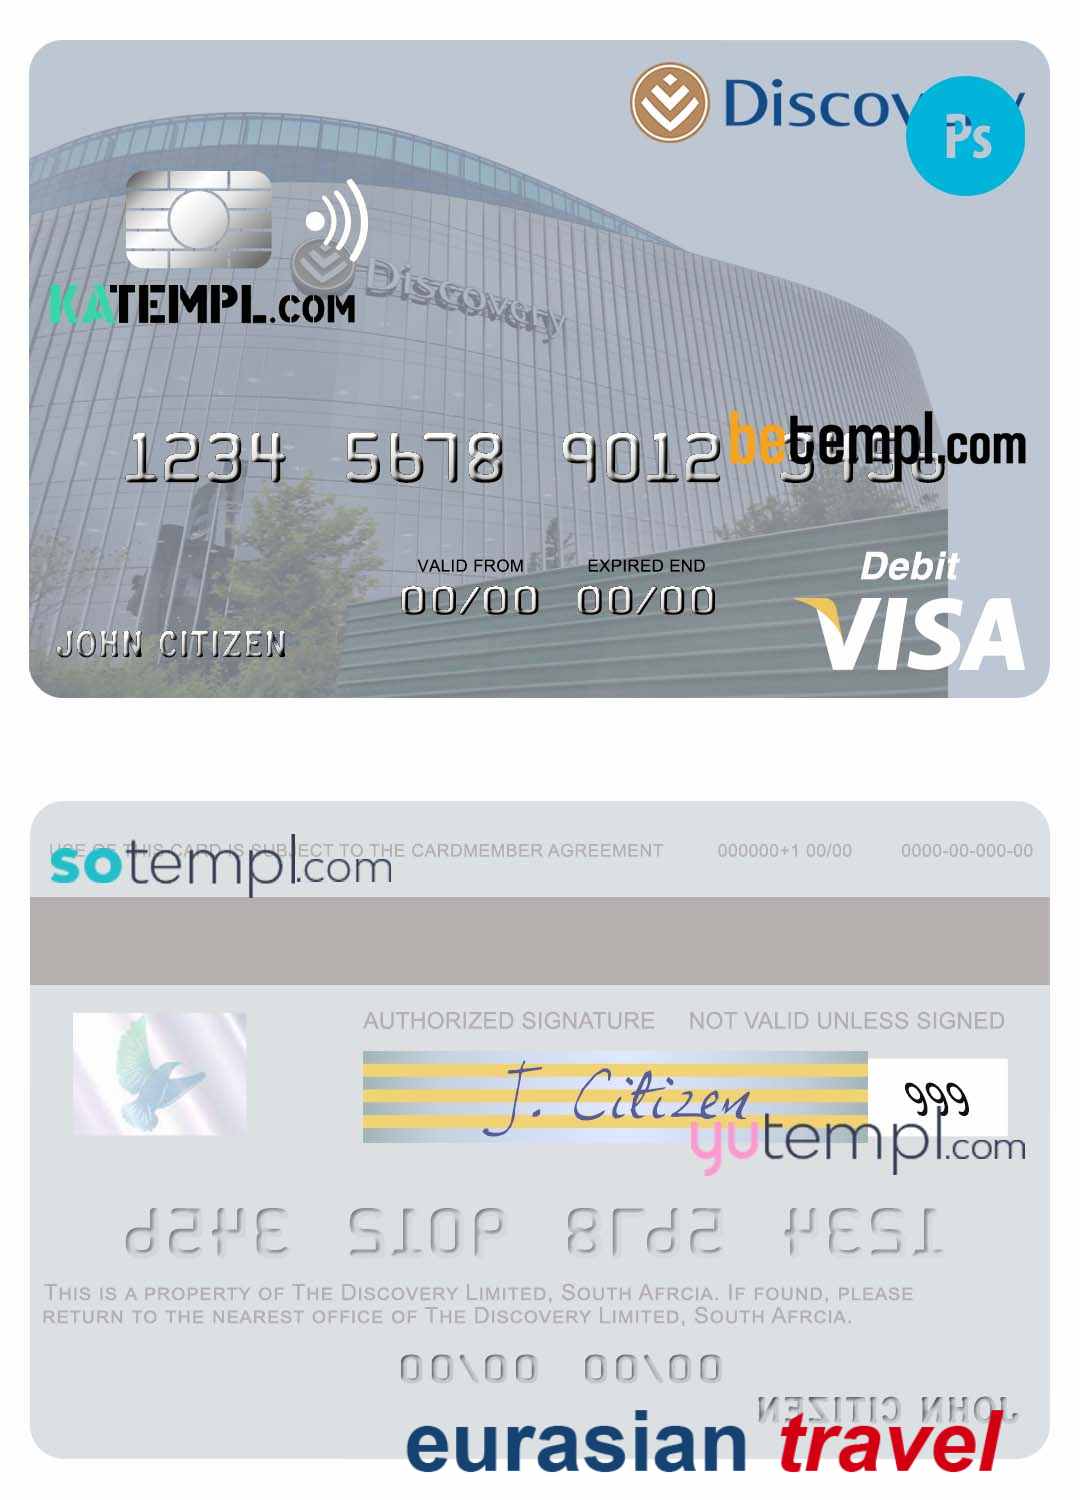 Discovery
Ps
Discovery
KATEMPL.COM
1234 5678 9012 3456
betempl.com
VALID FROM EXPIRED END
00/00 00/00
Debit
JOHN CITIZEN
VISA
USE OF THIS CARD IS SUBJECT TO THE CARDMEMBER AGREEMENT 000000+1 00/00 0000-00-000-00
sotempl.com
AUTHORIZED SIGNATURE NOT VALID UNLESS SIGNED
J. Citizen
999
yutempl.com
1234 5678 9012 3456
THIS IS A PROPERTY OF THE DISCOVERY LIMITED, SOUTH AFRCIA. IF FOUND, PLEASE
RETURN TO THE NEAREST OFFICE OF THE DISCOVERY LIMITED, SOUTH AFRCIA.
00/00 00/00
JOHN CITIZEN
eurasian travel